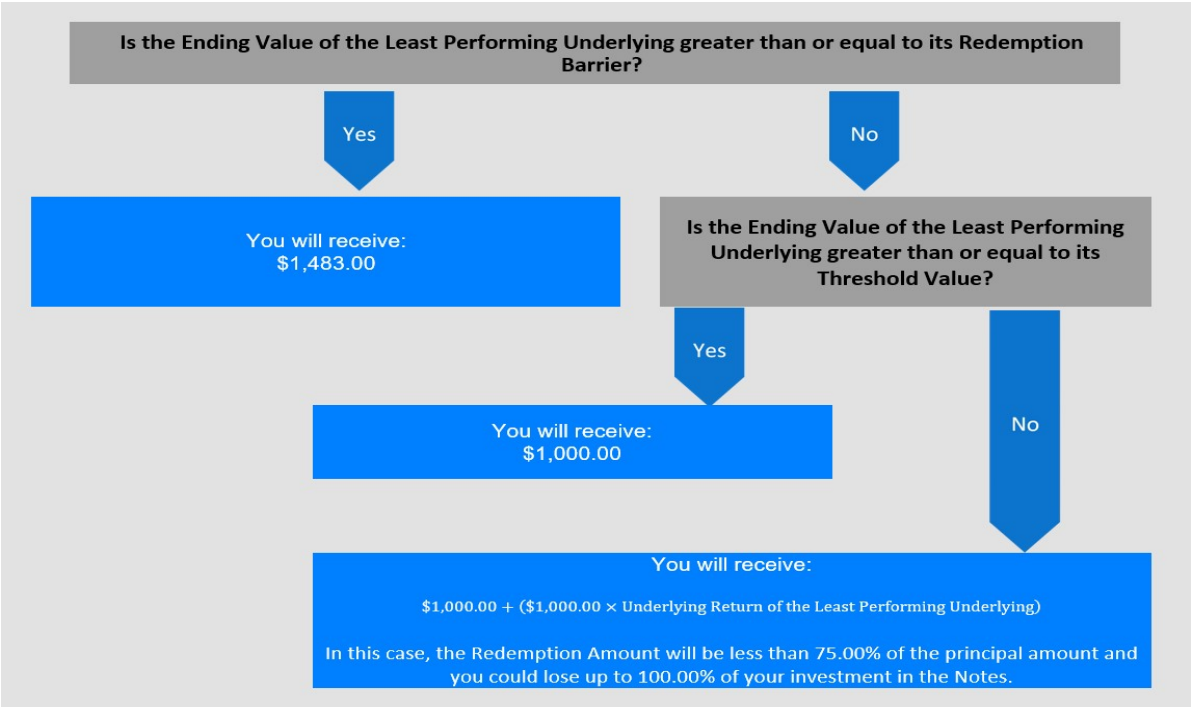 Is the Ending Value of the Least Performing Underlying greater than or equal to its Redemption
Barrier?
Yes
No
You will receive:
$1,483.00
Is the Ending Value of the Least Performing
Underlying greater than or equal to its
Threshold Value?
Yes
No
You will receive:
$1,000.00
You will receive:
$1,000.00 + ($1,000.00 × Underlying Return of the Least Performing Underlying)
In this case, the Redemption Amount will be less than 75.00% of the principal amount and
you could lose up to 100.00% of your investment in the Notes.